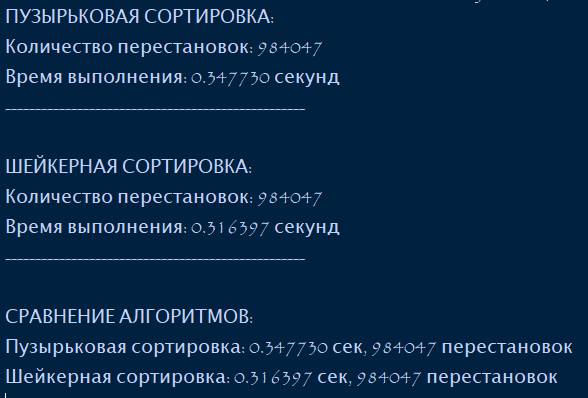 ПУЗЫРЬКОВАЯ СОРТИРОВКА:
Количество перестановок: 984047
Время выполнения: 0.347730 секунд
--------------------------------------------------
ШЕЙКЕРНАЯ СОРТИРОВКА:
Количество перестановок: 984047
Время выполнения: 0.316397 секунд
--------------------------------------------------
СРАВНЕНИЕ АЛГОРИТМОВ:
Пузырьковая сортировка: 0.347730 сек, 984047 перестановок
Шейкерная сортировка: 0.316397 сек, 984047 перестановок